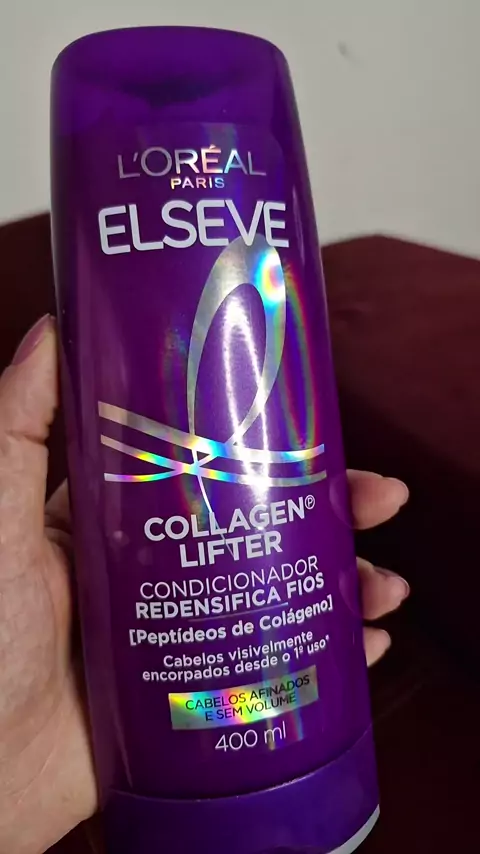 L'ORÉAL
PARIS
ELSEVE
COLLAGEN℗
LIFTER
CONDICIONADOR
REDENSIFICA FIOS
[Peptídeos de Colágeno]
Cabelos visivelmente
encorpados desde o 1º uso*
CABELOS AFINADOS
E SEM VOLUME
400 ml